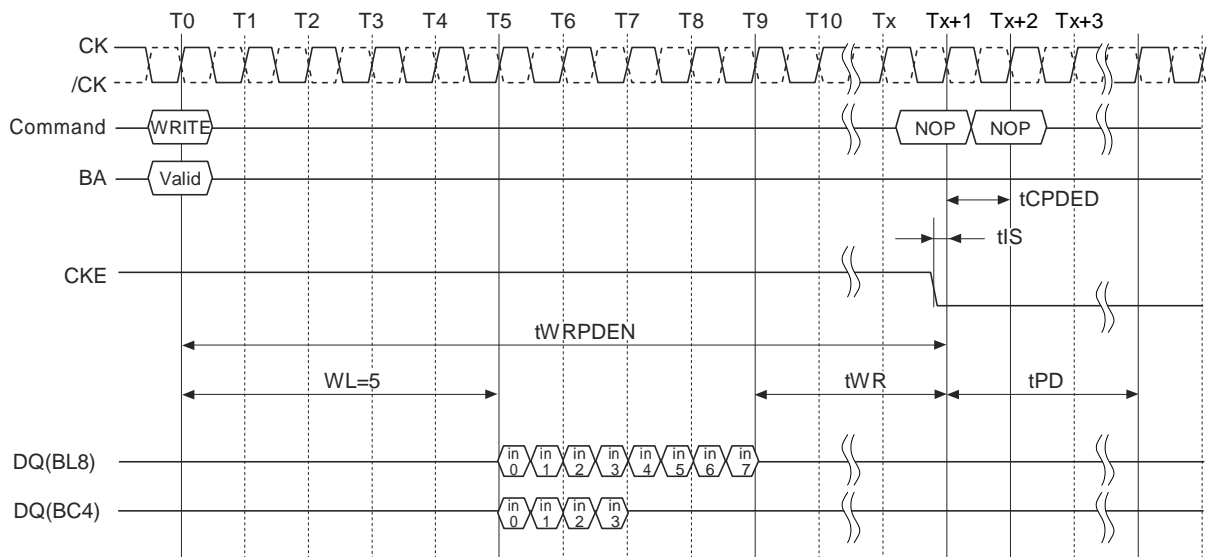 T0 T1 T2 T3 T4 T5 T6 T7 T8 T9 T10 Tx Tx+1 Tx+2 Tx+3
CK
/CK
Command WRITE NOP NOP
BA Valid
tCPDED
tIS
CKE
tWRPDEN
WL=5 tWR tPD
DQ(BL8) in 0 in 1 in 2 in 3 in 4 in 5 in 6 in 7
DQ(BC4) in 0 in 1 in 2 in 3